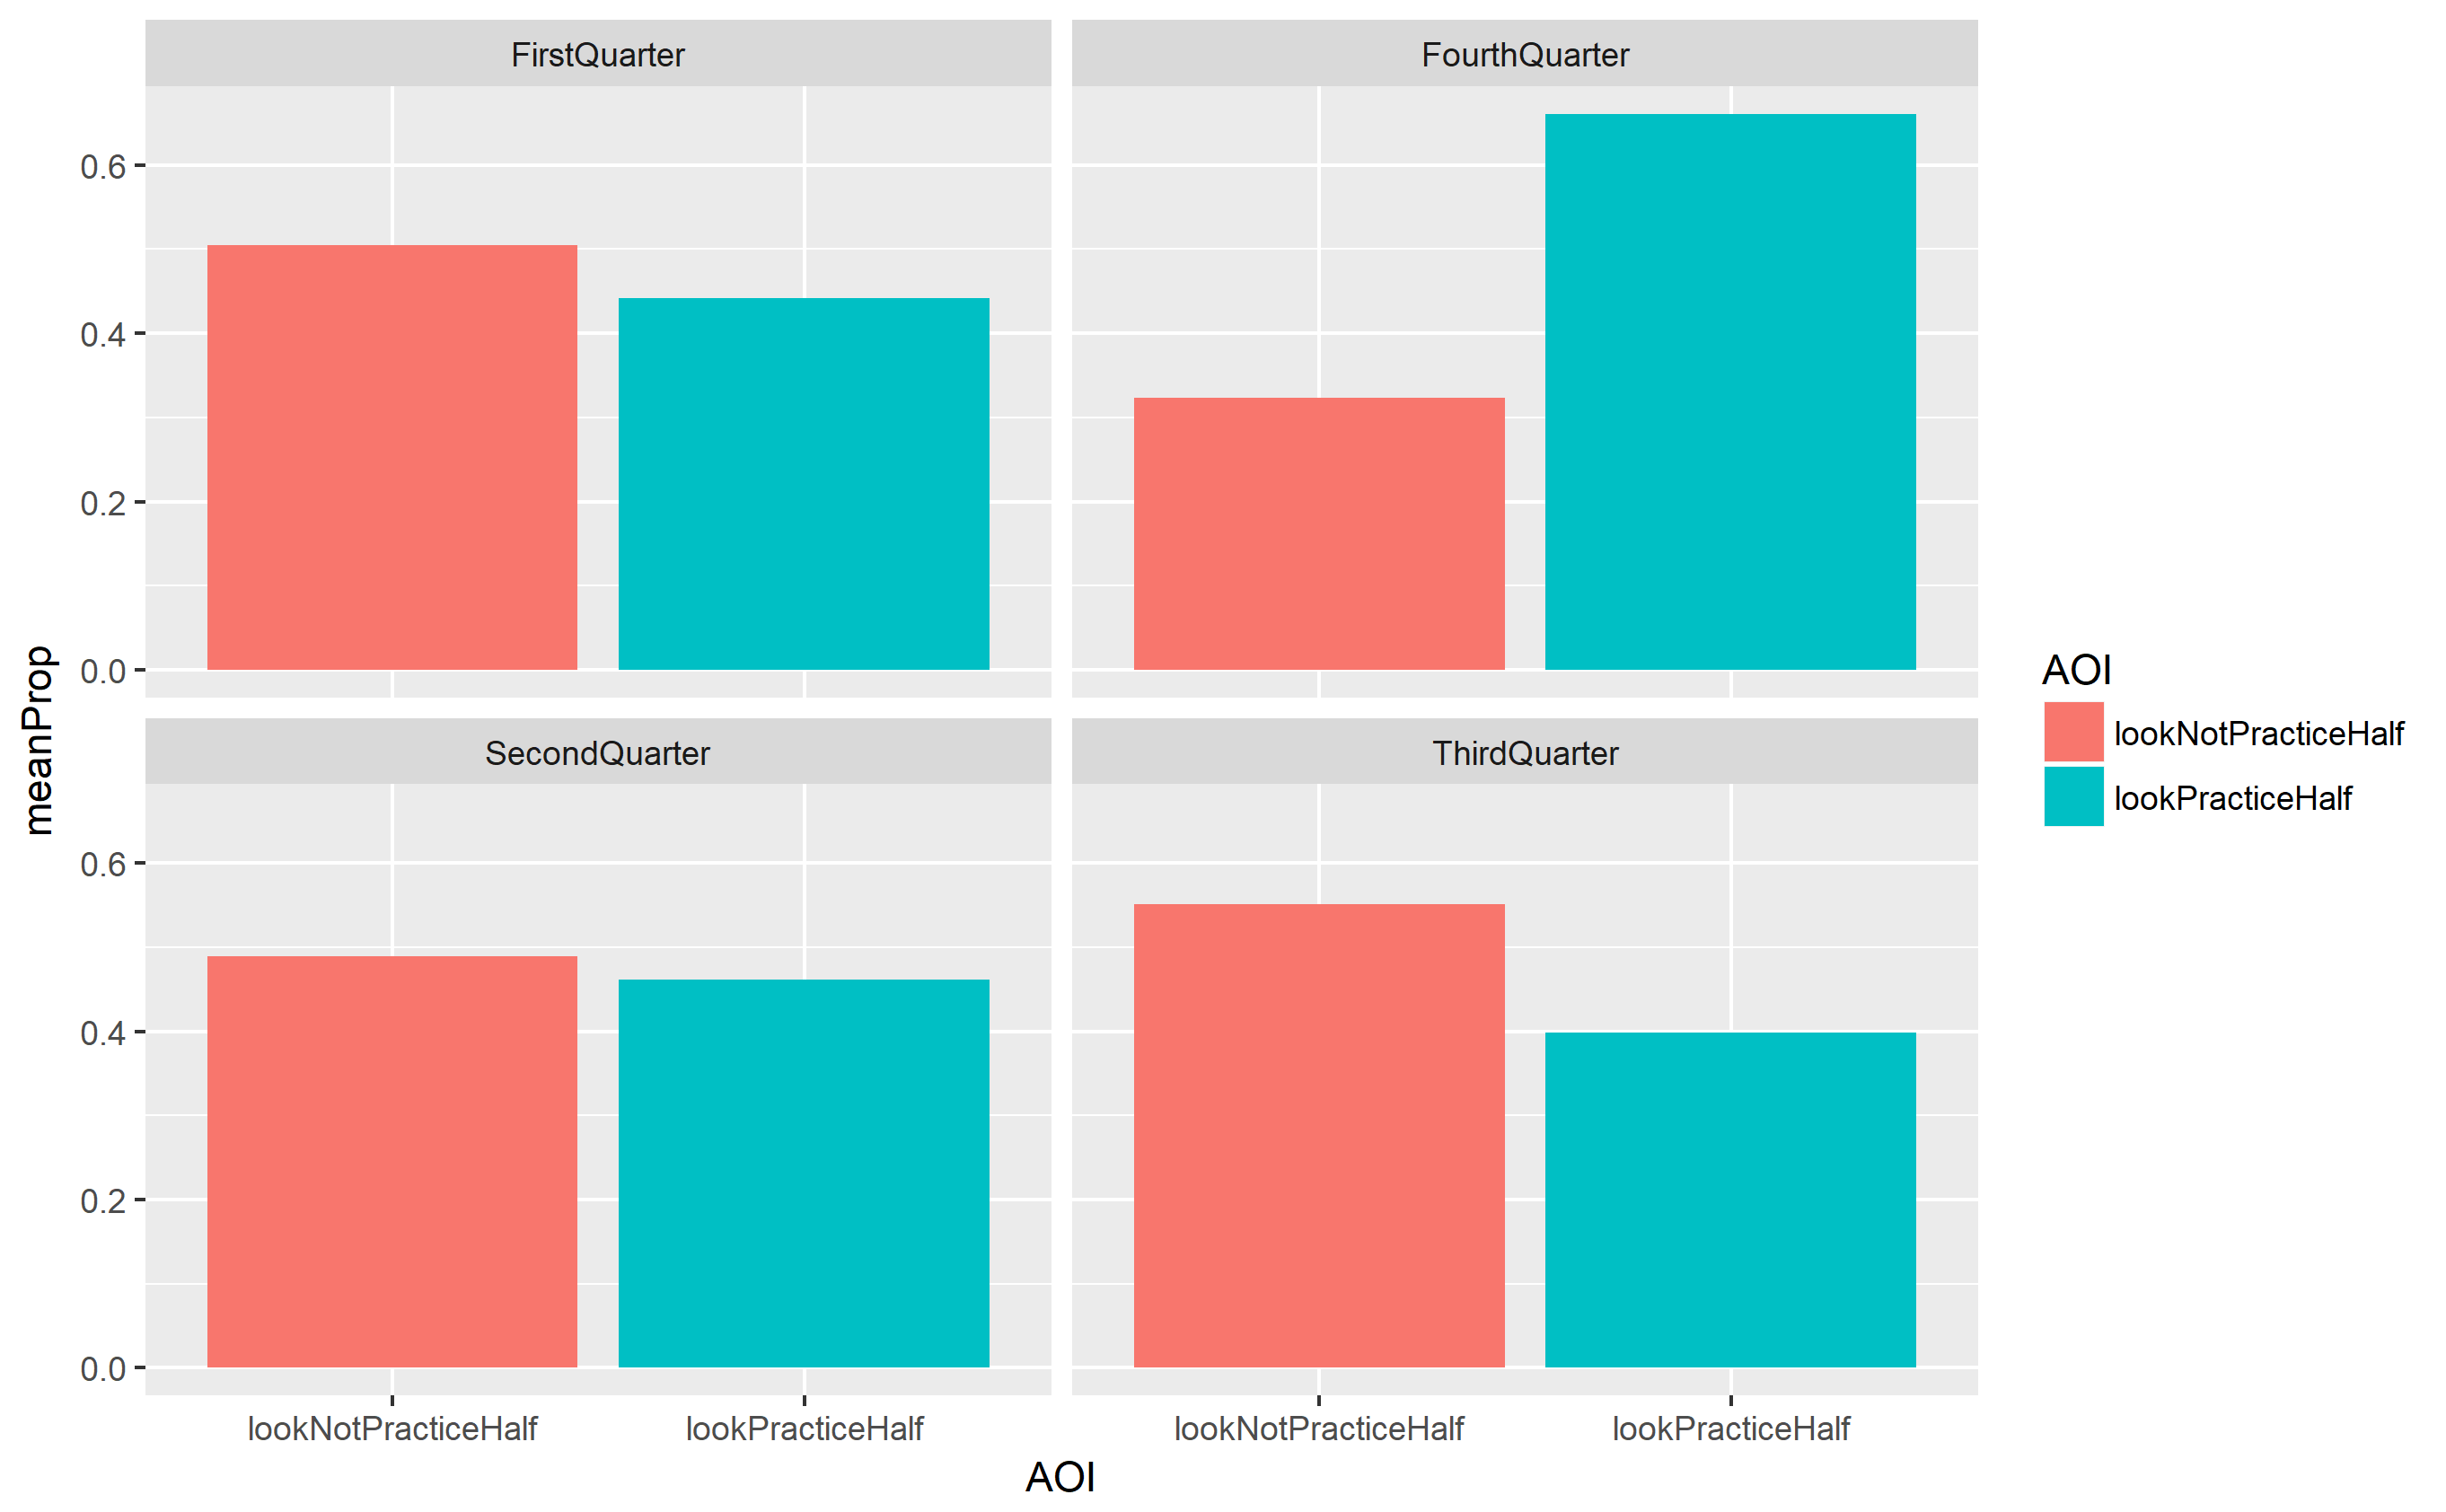 FirstQuarter
FourthQuarter
0.6
0.4
0.2
0.0
meanProp
SecondQuarter
ThirdQuarter
0.6
0.4
0.2
0.0
lookNotPracticeHalf
lookPracticeHalf
lookNotPracticeHalf
lookPracticeHalf
AOI
AOI
lookNotPracticeHalf
lookPracticeHalf